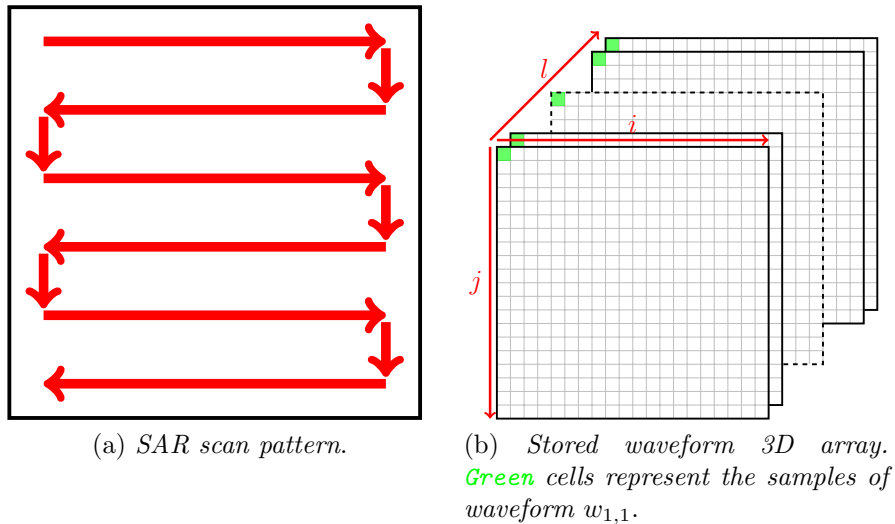 l
i
j
(a) SAR scan pattern.
(b) Stored waveform 3D array.
Green cells represent the samples of
waveform w1,1.